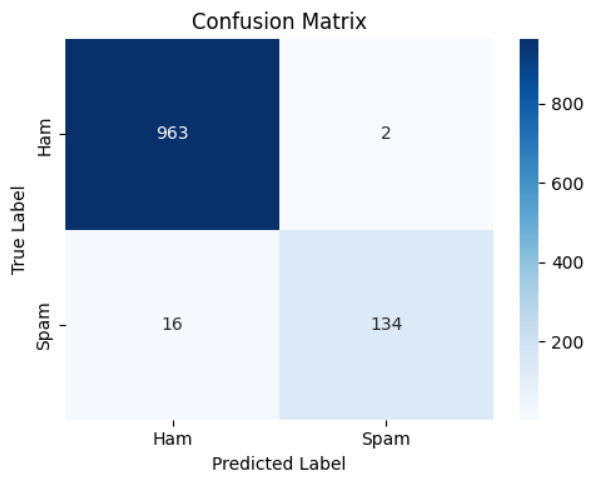 Confusion Matrix
Ham
963
2
Spam
16
134
True Label
Ham
Spam
Predicted Label
800
600
400
200